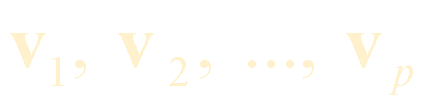 v₁, v₂, ..., vₚ